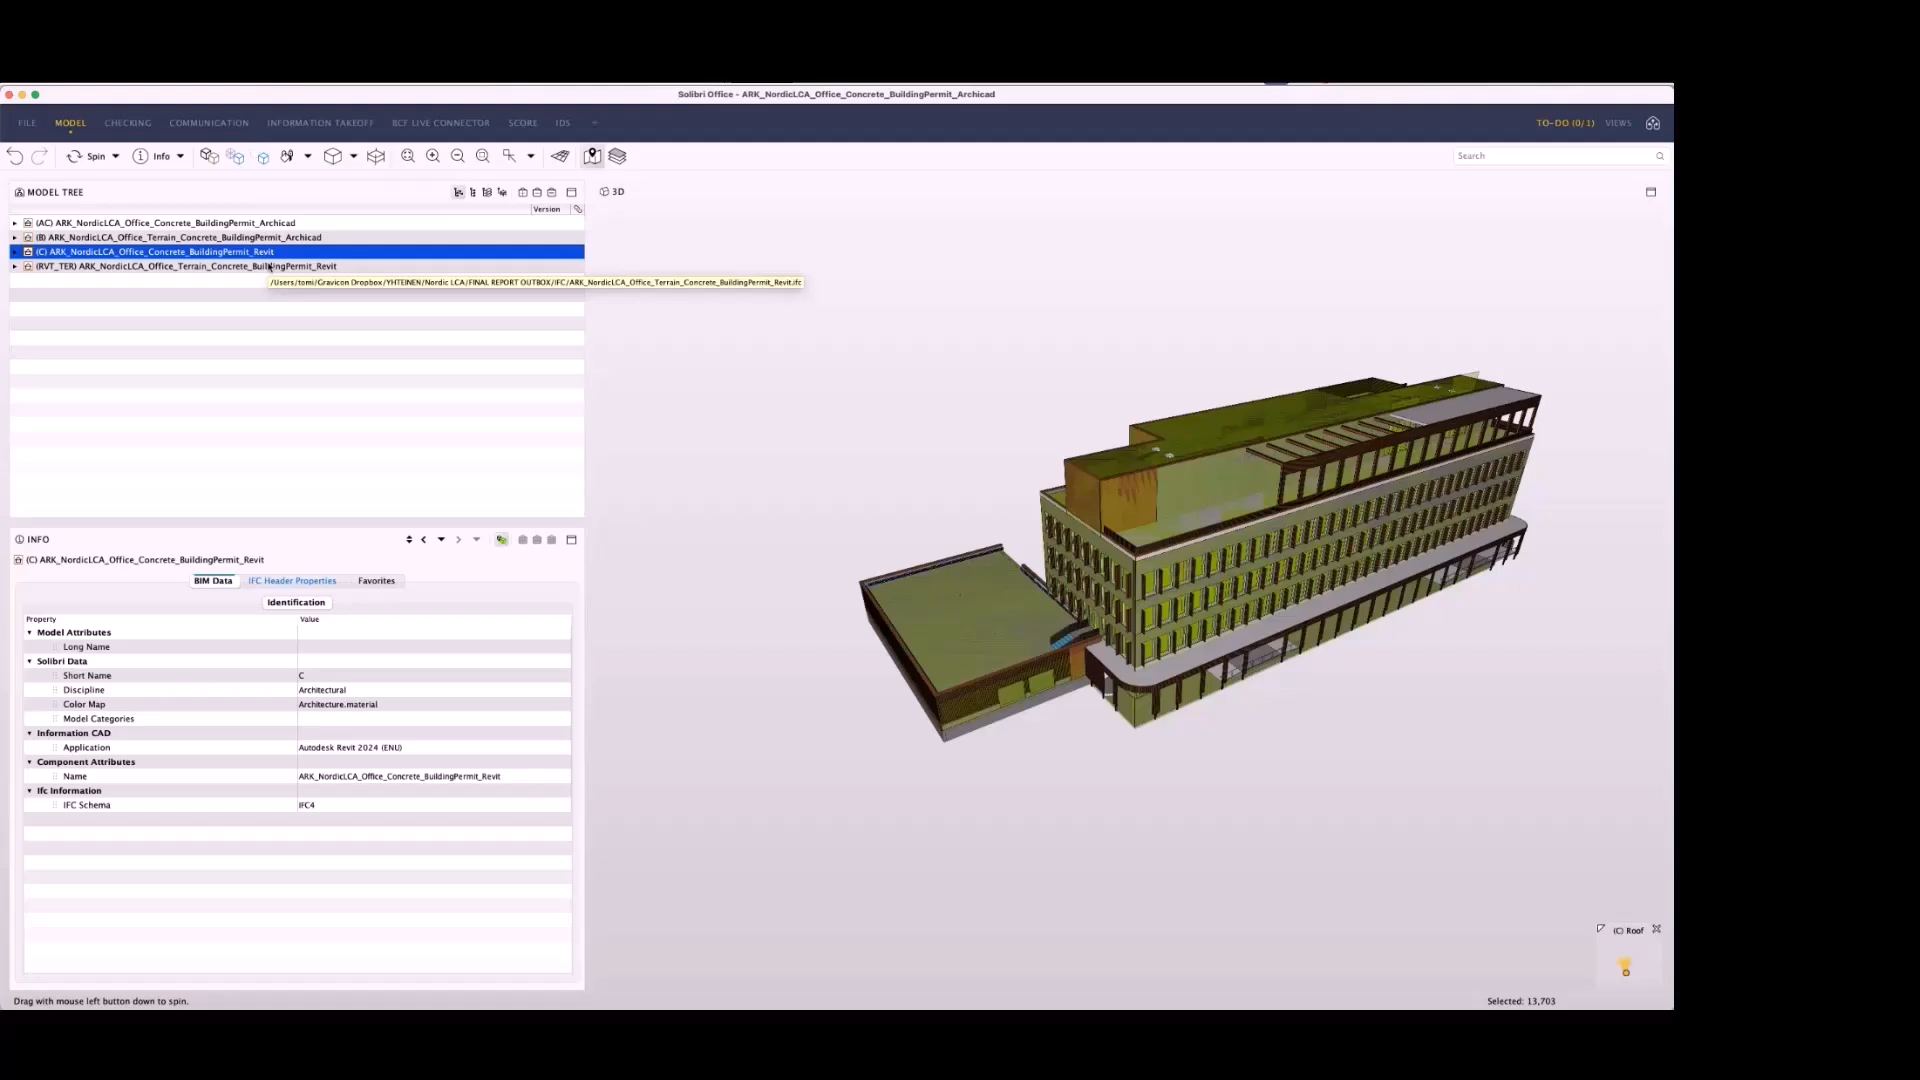 Solibri Office - ARK_NordicLCA_Office_Concrete_BuildingPermit_Archicad
FILE MODEL CHECKING COMMUNICATION INFORMATION TAKEOFF BCF LIVE CONNECTOR SCORE IDS TO-DO (0/1) VIEWS
Spin Info Search
MODEL TREE
3D
Version
(AC) ARK_NordicLCA_Office_Concrete_BuildingPermit_Archicad
(B) ARK_NordicLCA_Office_Terrain_Concrete_BuildingPermit_Archicad
(C) ARK_NordicLCA_Office_Concrete_BuildingPermit_Revit
(RVT_TER) ARK_NordicLCA_Office_Terrain_Concrete_BuildingPermit_Revit
/Users/tomi/Gravicon Dropbox/YHTEINEN/Nordic LCA/FINAL REPORT OUTBOX/IFC/ARK_NordicLCA_Office_Terrain_Concrete_BuildingPermit_Revit.ifc
INFO
(C) ARK_NordicLCA_Office_Concrete_BuildingPermit_Revit
BIM Data IFC Header Properties Favorites
Identification
Property Value
Model Attributes
Long Name
Solibri Data
Short Name C
Discipline Architectural
Color Map Architecture.material
Model Categories
Information CAD
Application Autodesk Revit 2024 (ENU)
Component Attributes
Name ARK_NordicLCA_Office_Concrete_BuildingPermit_Revit
Ifc Information
IFC Schema IFC4
(C) Roof
Drag with mouse left button down to spin.
Selected: 13,703